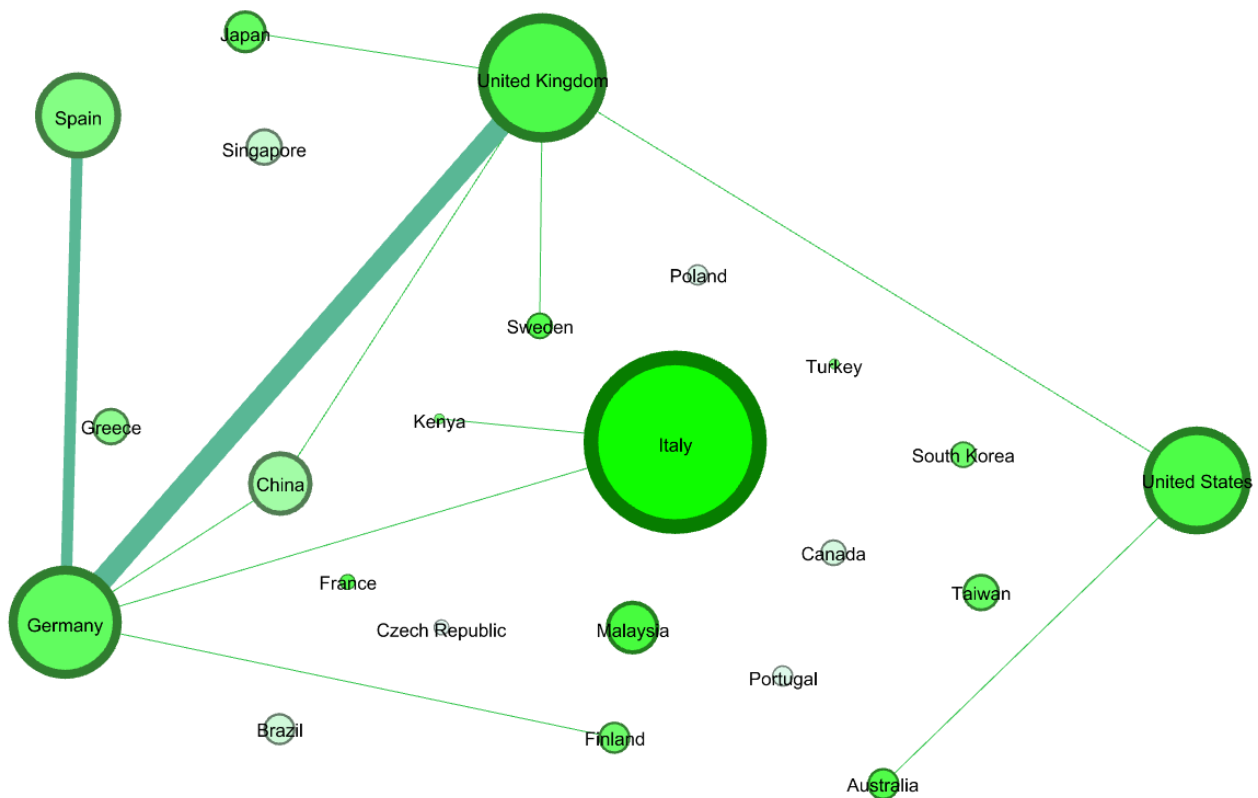 Japan
United Kingdom
Spain
Singapore
Poland
Sweden
Turkey
Kenya
Greece
Italy
South Korea
China
United States
Canada
France
Taiwan
Germany
Czech Republic
Malaysia
Portugal
Brazil
Finland
Australia